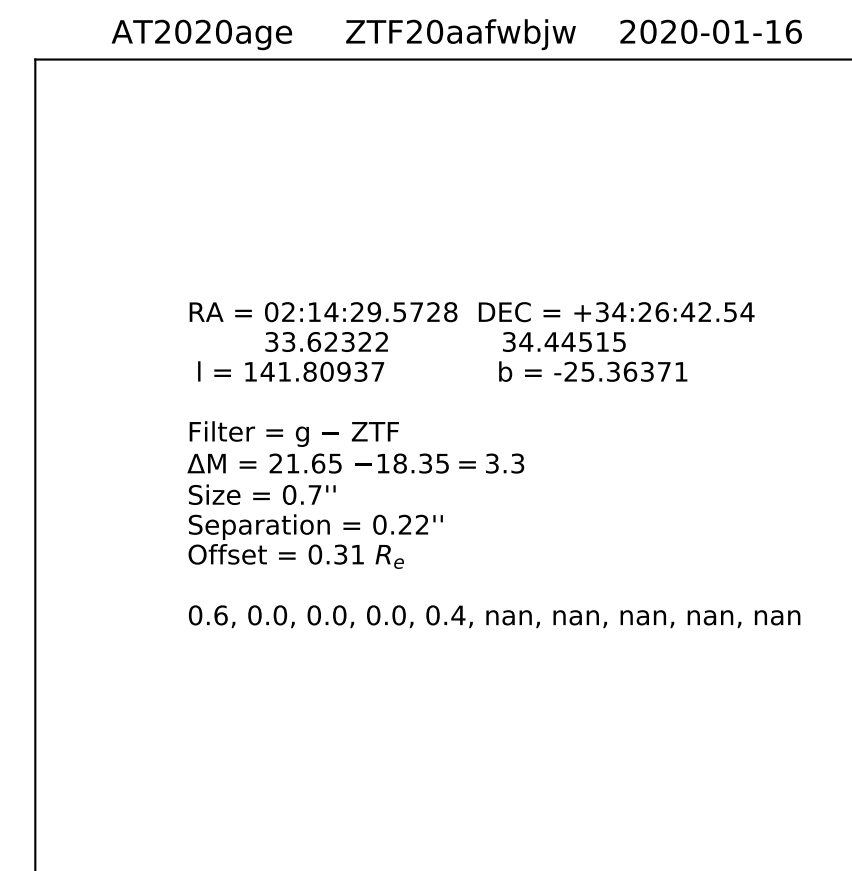 AT2020age ZTF20aafwbjw 2020-01-16
RA = 02:14:29.5728 DEC = +34:26:42.54
33.62322 34.44515
l = 141.80937 b = -25.36371
Filter = g − ZTF
ΔM = 21.65 −18.35 = 3.3
Size = 0.7''
Separation = 0.22''
Offset = 0.31 Rₑ
0.6, 0.0, 0.0, 0.0, 0.4, nan, nan, nan, nan, nan